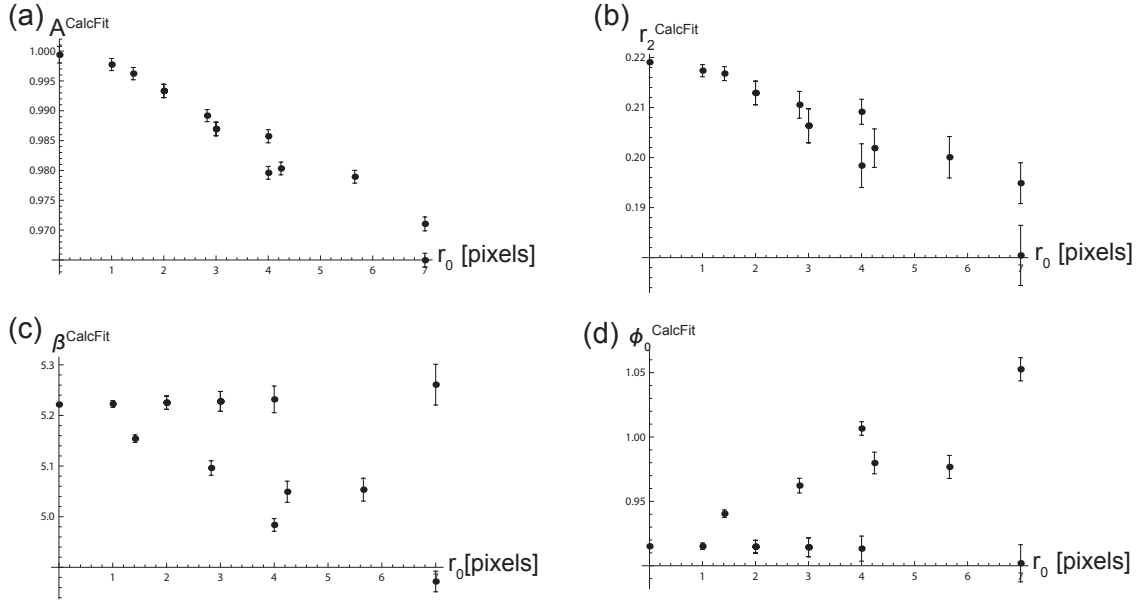 (a) A^CalcFit
1.000
0.995
0.990
0.985
0.980
0.975
0.970
1 2 3 4 5 6 7
r_0 [pixels]
(b) r_2^CalcFit
0.22
0.21
0.20
0.19
1 2 3 4 5 6 7
r_0 [pixels]
(c) β^CalcFit
5.3
5.2
5.1
5.0
1 2 3 4 5 6 7
r_0[pixels]
(d) ϕ_0^CalcFit
1.05
1.00
0.95
1 2 3 4 5 6 7
r_0 [pixels]